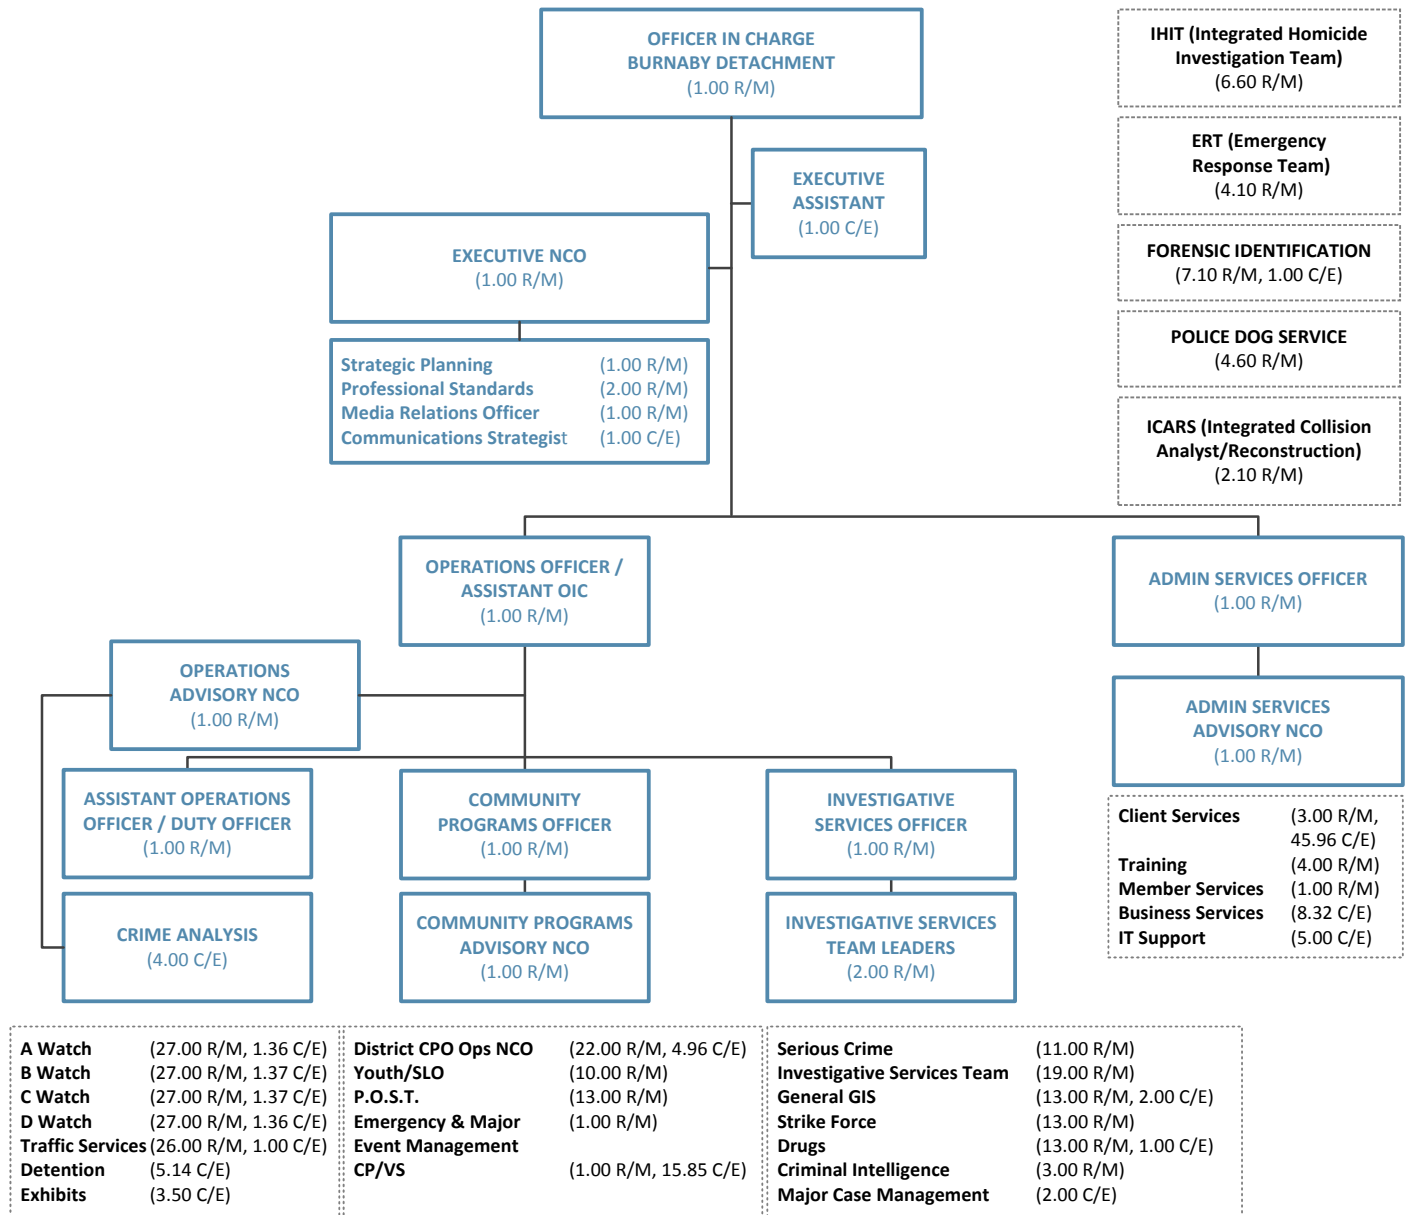 OFFICER IN CHARGE
BURNABY DETACHMENT
(1.00 R/M)
IHIT (Integrated Homicide
Investigation Team)
(6.60 R/M)
ERT (Emergency
Response Team)
(4.10 R/M)
FORENSIC IDENTIFICATION
(7.10 R/M, 1.00 C/E)
POLICE DOG SERVICE
(4.60 R/M)
ICARS (Integrated Collision
Analyst/Reconstruction)
(2.10 R/M)
EXECUTIVE
ASSISTANT
(1.00 C/E)
EXECUTIVE NCO
(1.00 R/M)
Strategic Planning (1.00 R/M)
Professional Standards (2.00 R/M)
Media Relations Officer (1.00 R/M)
Communications Strategist (1.00 C/E)
OPERATIONS OFFICER /
ASSISTANT OIC
(1.00 R/M)
ADMIN SERVICES OFFICER
(1.00 R/M)
OPERATIONS
ADVISORY NCO
(1.00 R/M)
ADMIN SERVICES
ADVISORY NCO
(1.00 R/M)
ASSISTANT OPERATIONS
OFFICER / DUTY OFFICER
(1.00 R/M)
COMMUNITY
PROGRAMS OFFICER
(1.00 R/M)
INVESTIGATIVE
SERVICES OFFICER
(1.00 R/M)
Client Services (3.00 R/M,
45.96 C/E)
Training (4.00 R/M)
Member Services (1.00 R/M)
Business Services (8.32 C/E)
IT Support (5.00 C/E)
CRIME ANALYSIS
(4.00 C/E)
COMMUNITY PROGRAMS
ADVISORY NCO
(1.00 R/M)
INVESTIGATIVE SERVICES
TEAM LEADERS
(2.00 R/M)
A Watch (27.00 R/M, 1.36 C/E)
B Watch (27.00 R/M, 1.37 C/E)
C Watch (27.00 R/M, 1.37 C/E)
D Watch (27.00 R/M, 1.36 C/E)
Traffic Services (26.00 R/M, 1.00 C/E)
Detention (5.14 C/E)
Exhibits (3.50 C/E)
District CPO Ops NCO (22.00 R/M, 4.96 C/E)
Youth/SLO (10.00 R/M)
P.O.S.T. (13.00 R/M)
Emergency & Major (1.00 R/M)
Event Management
CP/VS (1.00 R/M, 15.85 C/E)
Serious Crime (11.00 R/M)
Investigative Services Team (19.00 R/M)
General GIS (13.00 R/M, 2.00 C/E)
Strike Force (13.00 R/M)
Drugs (13.00 R/M, 1.00 C/E)
Criminal Intelligence (3.00 R/M)
Major Case Management (2.00 C/E)